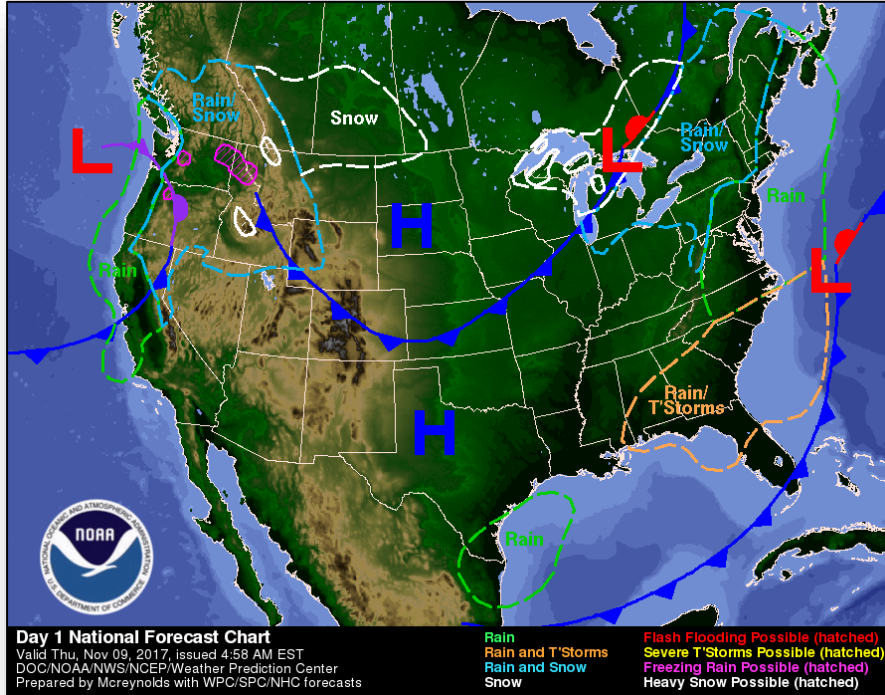 Rain/
Snow
Snow
Rain/
Snow
L
L
Rain
H
Rain
L
Rain/
T'Storms
H
Rain
NATIONAL OCEANIC AND ATMOSPHERIC ADMINISTRATION
NOAA
U.S. DEPARTMENT OF COMMERCE
Day 1 National Forecast Chart
Valid Thu, Nov 09, 2017, issued 4:58 AM EST
DOC/NOAA/NWS/NCEP/Weather Prediction Center
Prepared by Mcreynolds with WPC/SPC/NHC forecasts
Rain
Rain and T'Storms
Rain and Snow
Snow
Flash Flooding Possible (hatched)
Severe T'Storms Possible (hatched)
Freezing Rain Possible (hatched)
Heavy Snow Possible (hatched)